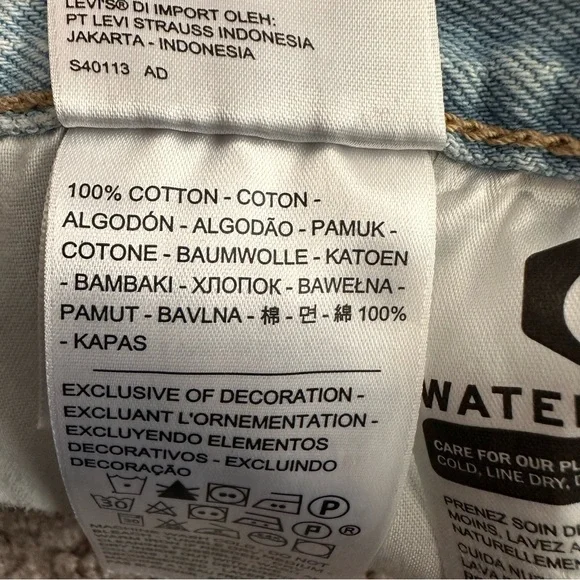 LEVI'S® DI IMPORT OLEH:
PT LEVI STRAUSS INDONESIA
JAKARTA - INDONESIA
S40113 AD
100% COTTON - COTON -
ALGODÓN - ALGODÃO - PAMUK -
COTONE - BAUMWOLLE - KATOEN
- BAMBAKI - ХЛОПОК - BAWEŁNA -
PAMUT - BAVLNA - 棉 - 면 - 綿 100%
- KAPAS
EXCLUSIVE OF DECORATION -
EXCLUANT L'ORNEMENTATION -
EXCLUYENDO ELEMENTOS
DECORATIVOS - EXCLUINDO
DECORAÇÃO
P
30
P
WATE
CARE FOR OUR
COLD, LINE DRY,
PRENEZ SOIN
MOINS, LAVEZ
NATURELLEMEN
CUIDA
LAVA